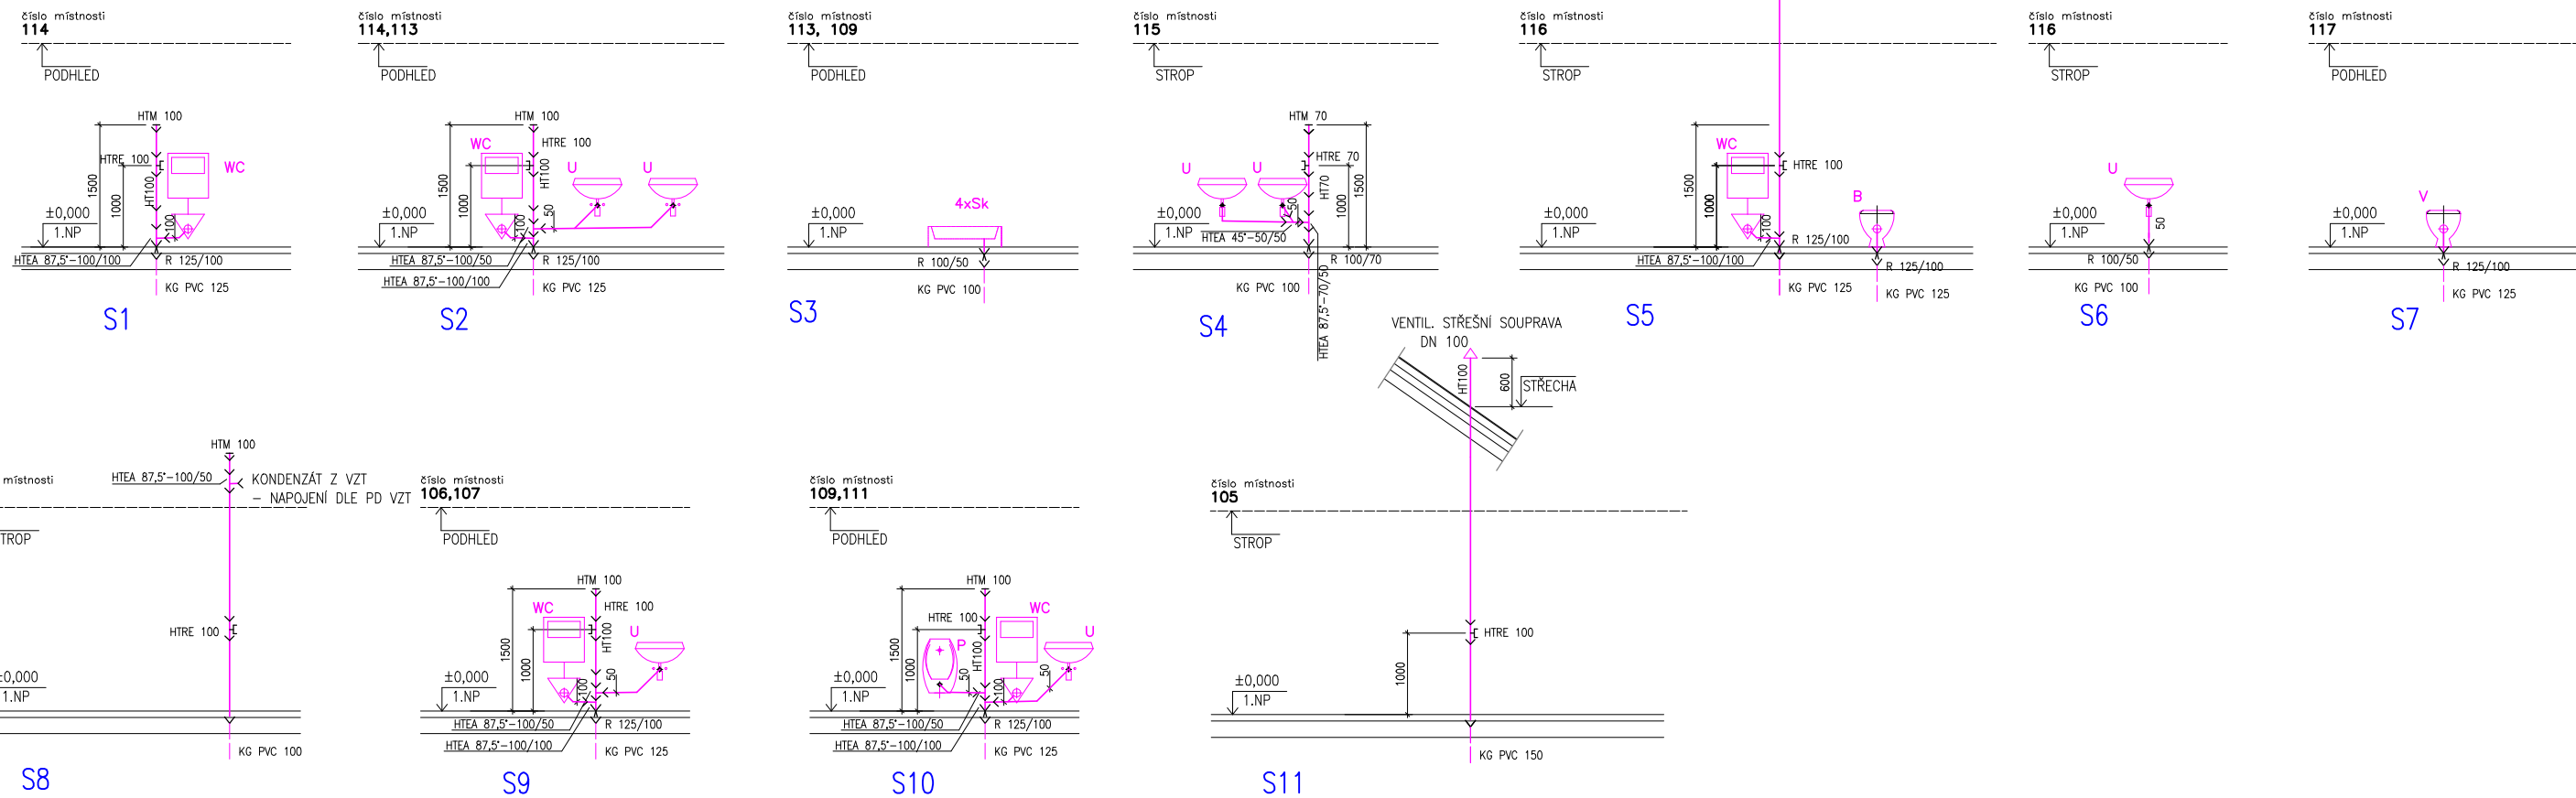 číslo místnosti
114
PODHLED
HTM 100
HTRE 100
WC
1500
1000
HT100
100
±0,000
1.NP
HTEA 87,5°-100/100
R 125/100
KG PVC 125
S1
číslo místnosti
114,113
PODHLED
HTM 100
HTRE 100
WC
U
U
1500
1000
HT100
50
100
±0,000
1.NP
HTEA 87,5°-100/50
R 125/100
HTEA 87,5°-100/100
KG PVC 125
S2
číslo místnosti
113, 109
PODHLED
4xSk
±0,000
1.NP
R 100/50
KG PVC 100
S3
číslo místnosti
115
STROP
HTM 70
HTRE 70
U
U
HT70
1000
1500
50
±0,000
1.NP
HTEA 45°-50/50
R 100/70
KG PVC 100
HTEA 87,5°-70/50
S4
číslo místnosti
116
STROP
WC
HTRE 100
1500
1000
100
B
±0,000
1.NP
R 125/100
HTEA 87,5°-100/100
R 125/100
KG PVC 125
KG PVC 125
S5
číslo místnosti
116
STROP
U
50
±0,000
1.NP
R 100/50
KG PVC 100
S6
číslo místnosti
117
PODHLED
V
±0,000
1.NP
R 125/100
KG PVC 125
S7
místnosti
TROP
HTM 100
HTEA 87,5°-100/50
KONDENZÁT Z VZT
- NAPOJENÍ DLE PD VZT
HTRE 100
±0,000
1.NP
KG PVC 100
S8
číslo místnosti
106,107
PODHLED
HTM 100
HTRE 100
WC
U
1500
1000
HT100
50
100
±0,000
1.NP
HTEA 87,5°-100/50
R 125/100
HTEA 87,5°-100/100
KG PVC 125
S9
číslo místnosti
109,111
PODHLED
HTM 100
HTRE 100
WC
U
P
1500
1000
HT100
50
100
50
±0,000
1.NP
HTEA 87,5°-100/50
R 125/100
HTEA 87,5°-100/100
KG PVC 125
S10
VENTIL. STŘEŠNÍ SOUPRAVA
DN 100
HT100
600
STŘECHA
číslo místnosti
105
STROP
HTRE 100
1000
±0,000
1.NP
KG PVC 150
S11